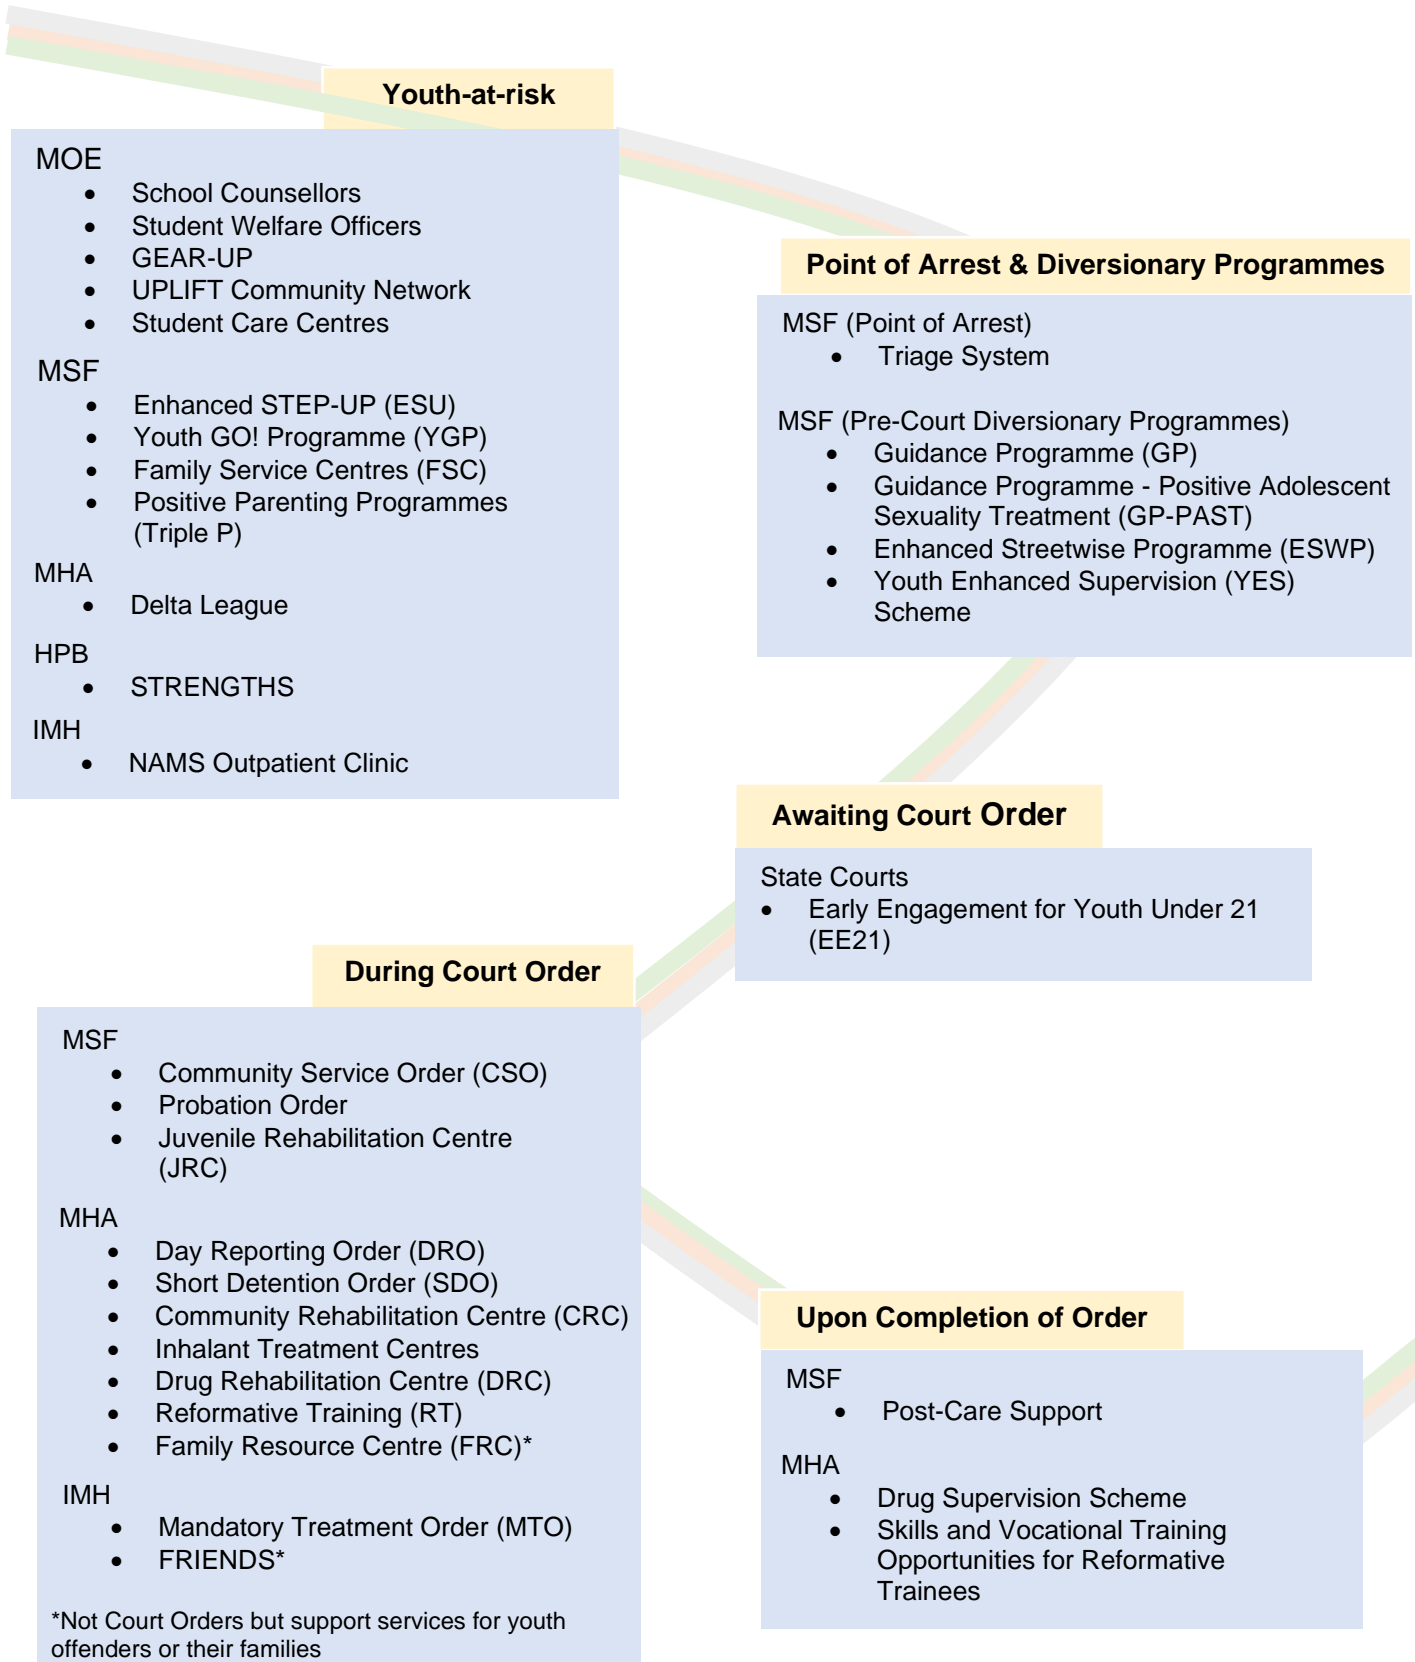 Youth-at-risk
MOE
• School Counsellors
• Student Welfare Officers
• GEAR-UP
• UPLIFT Community Network
• Student Care Centres
MSF
• Enhanced STEP-UP (ESU)
• Youth GO! Programme (YGP)
• Family Service Centres (FSC)
• Positive Parenting Programmes
(Triple P)
MHA
• Delta League
HPB
• STRENGTHS
IMH
• NAMS Outpatient Clinic
Point of Arrest & Diversionary Programmes
MSF (Point of Arrest)
• Triage System
MSF (Pre-Court Diversionary Programmes)
• Guidance Programme (GP)
• Guidance Programme - Positive Adolescent
Sexuality Treatment (GP-PAST)
• Enhanced Streetwise Programme (ESWP)
• Youth Enhanced Supervision (YES)
Scheme
Awaiting Court Order
State Courts
• Early Engagement for Youth Under 21
(EE21)
During Court Order
MSF
• Community Service Order (CSO)
• Probation Order
• Juvenile Rehabilitation Centre
(JRC)
MHA
• Day Reporting Order (DRO)
• Short Detention Order (SDO)
• Community Rehabilitation Centre (CRC)
• Inhalant Treatment Centres
• Drug Rehabilitation Centre (DRC)
• Reformative Training (RT)
• Family Resource Centre (FRC)*
IMH
• Mandatory Treatment Order (MTO)
• FRIENDS*
*Not Court Orders but support services for youth
offenders or their families
Upon Completion of Order
MSF
• Post-Care Support
MHA
• Drug Supervision Scheme
• Skills and Vocational Training
Opportunities for Reformative
Trainees